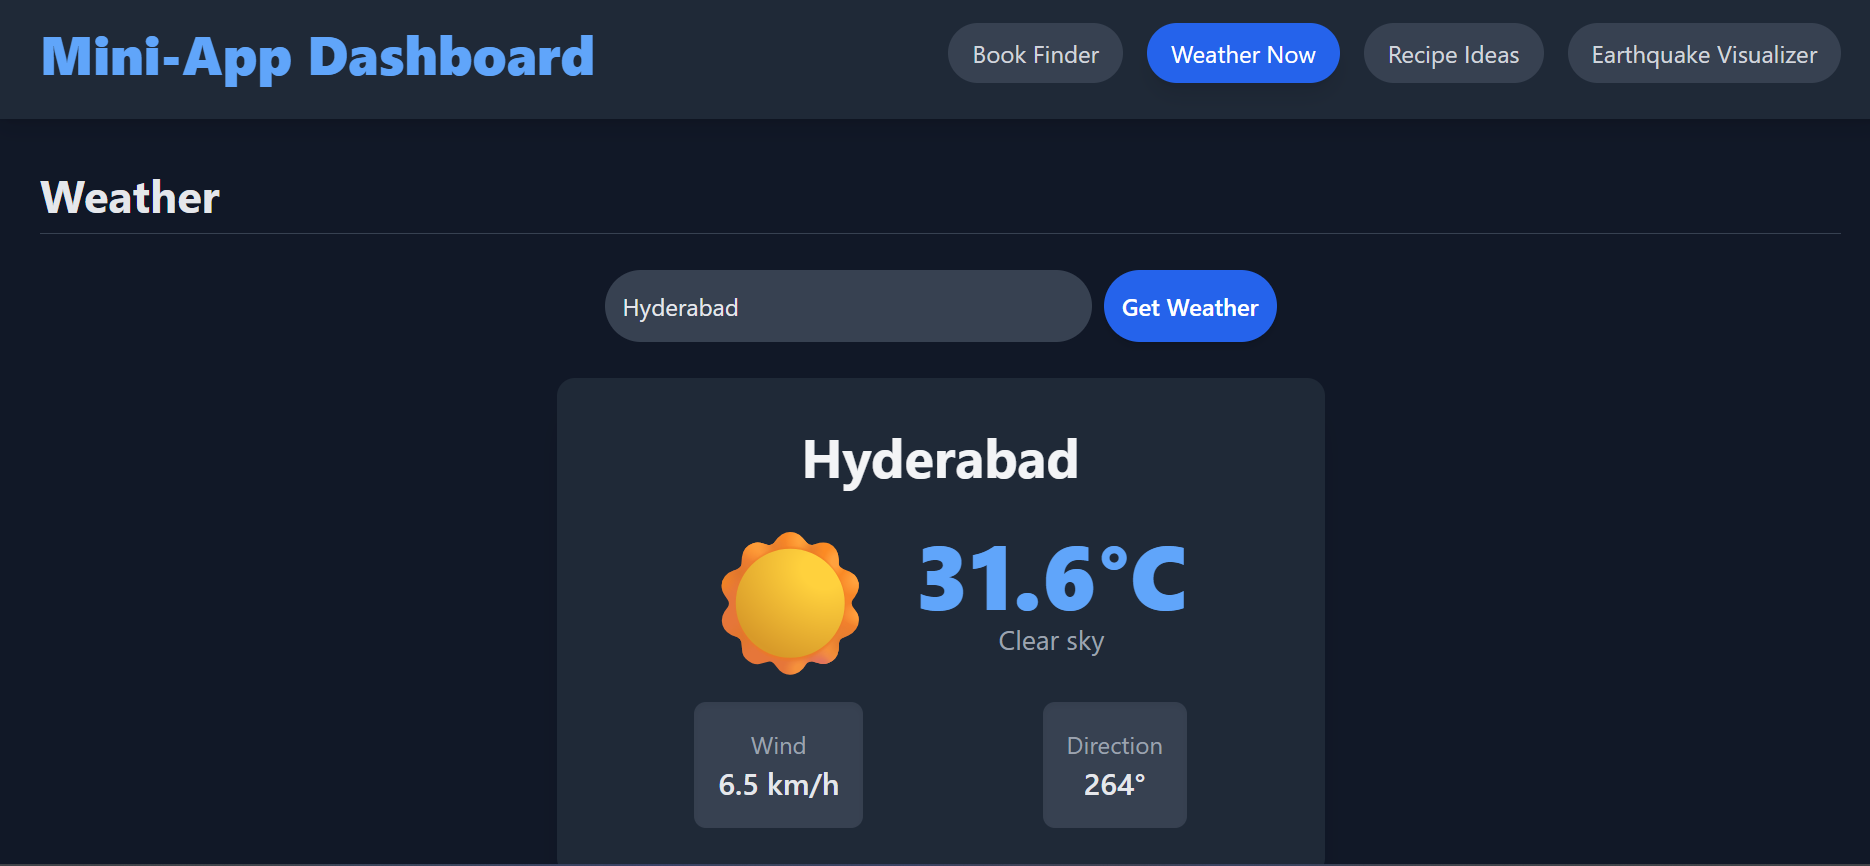 Mini-App Dashboard
Book Finder
Weather Now
Recipe Ideas
Earthquake Visualizer
Weather
Hyderabad
Get Weather
Hyderabad
31.6°C
Clear sky
Wind
6.5 km/h
Direction
264°